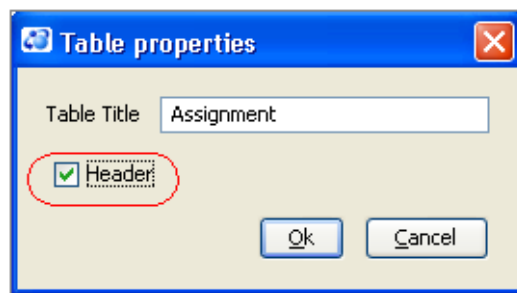 Table properties
Table Title Assignment
Header
Ok Cancel